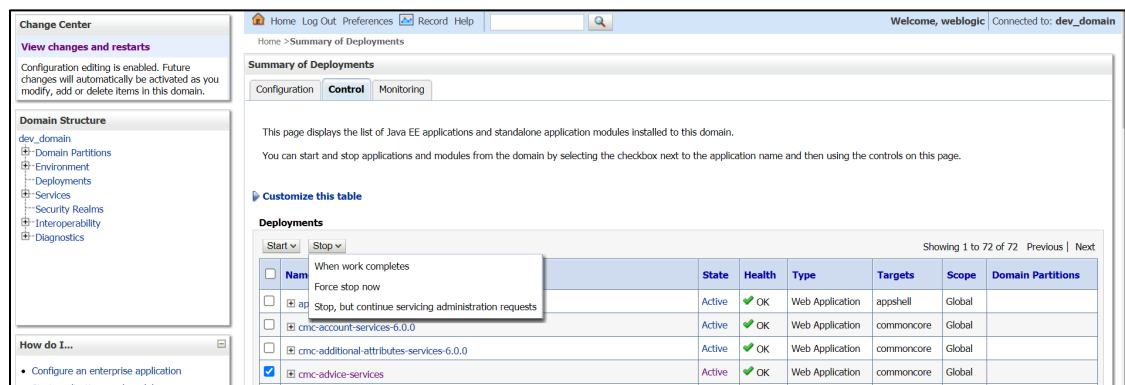 Change Center
View changes and restarts
Configuration editing is enabled. Future
changes will automatically be activated as you
modify, add or delete items in this domain.
Domain Structure
dev_domain
Domain Partitions
Environment
Deployments
Services
Security Realms
Interoperability
Diagnostics
How do I...
Configure an enterprise application
Home Log Out Preferences Record Help
Welcome, weblogic Connected to: dev_domain
Home >Summary of Deployments
Summary of Deployments
Configuration Control Monitoring
This page displays the list of Java EE applications and standalone application modules installed to this domain.
You can start and stop applications and modules from the domain by selecting the checkbox next to the application name and then using the controls on this page.
Customize this table
Deployments
Start Stop Showing 1 to 72 of 72 Previous | Next
When work completes
Force stop now
Stop, but continue servicing administration requests
State Health Type Targets Scope Domain Partitions
Active OK Web Application appshell Global
cmc-account-services-6.0.0 Active OK Web Application commoncore Global
cmc-additional-attributes-services-6.0.0 Active OK Web Application commoncore Global
cmc-advice-services Active OK Web Application commoncore Global